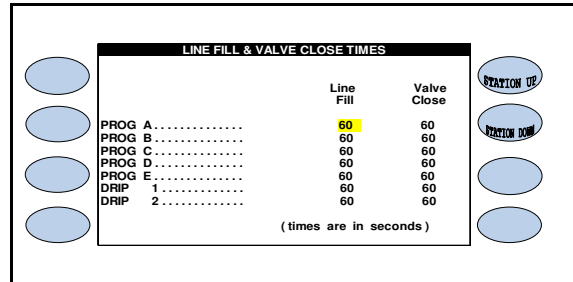 LINE FILL & VALVE CLOSE TIMES
STATION UP
Line Valve
Fill Close
STATION DOWN
PROG A.............. 60 60
PROG B.............. 60 60
PROG C.............. 60 60
PROG D.............. 60 60
PROG E.............. 60 60
DRIP 1............. 60 60
DRIP 2............. 60 60
(times are in seconds)